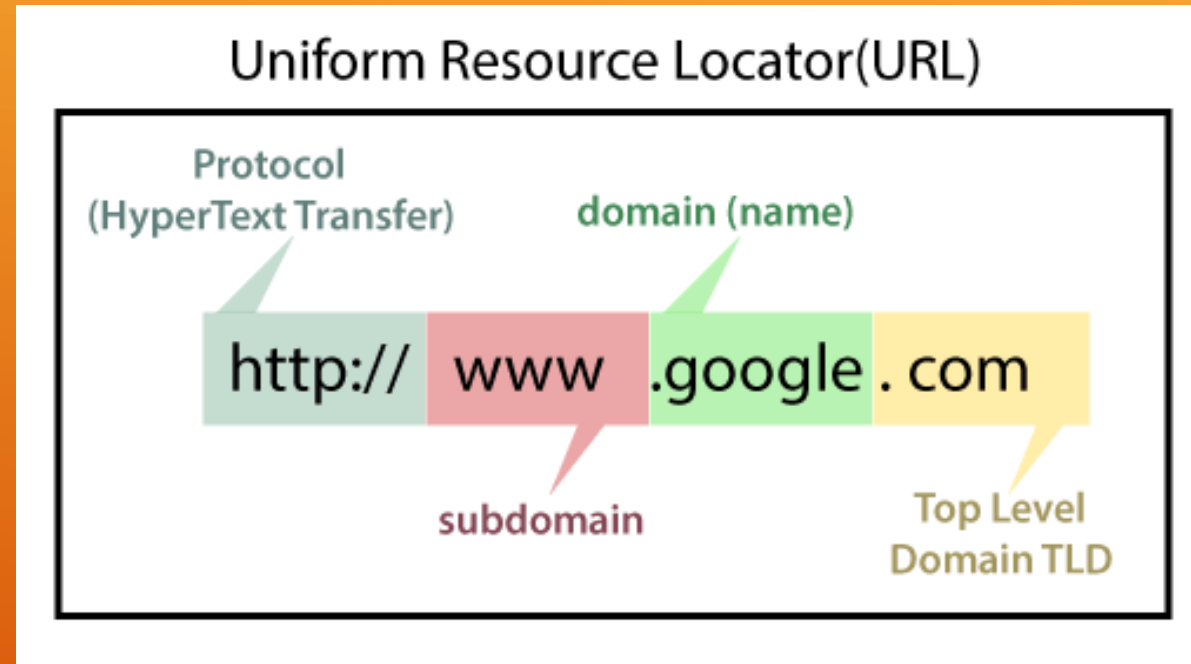 Uniform Resource Locator(URL)
Protocol
(HyperText Transfer)
domain (name)
http:// www .google . com
subdomain
Top Level
Domain TLD